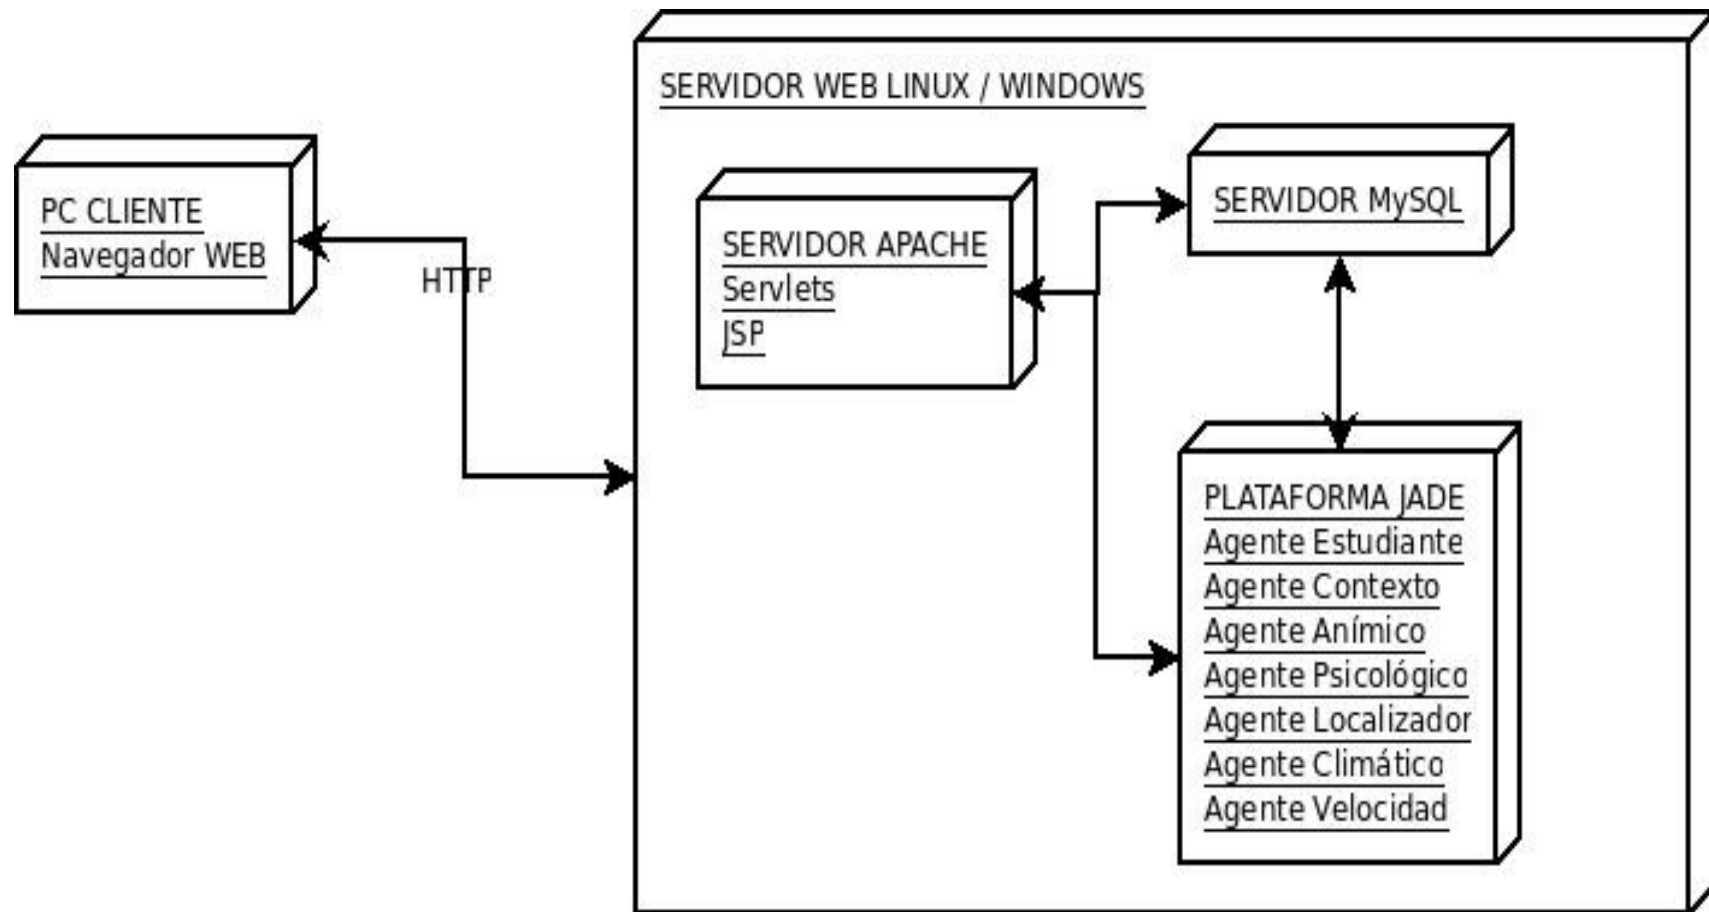 SERVIDOR WEB LINUX / WINDOWS
PC CLIENTE
Navegador WEB
HTTP
SERVIDOR APACHE
Servlets
JSP
SERVIDOR MySQL
PLATAFORMA JADE
Agente Estudiante
Agente Contexto
Agente Anímico
Agente Psicológico
Agente Localizador
Agente Climático
Agente Velocidad